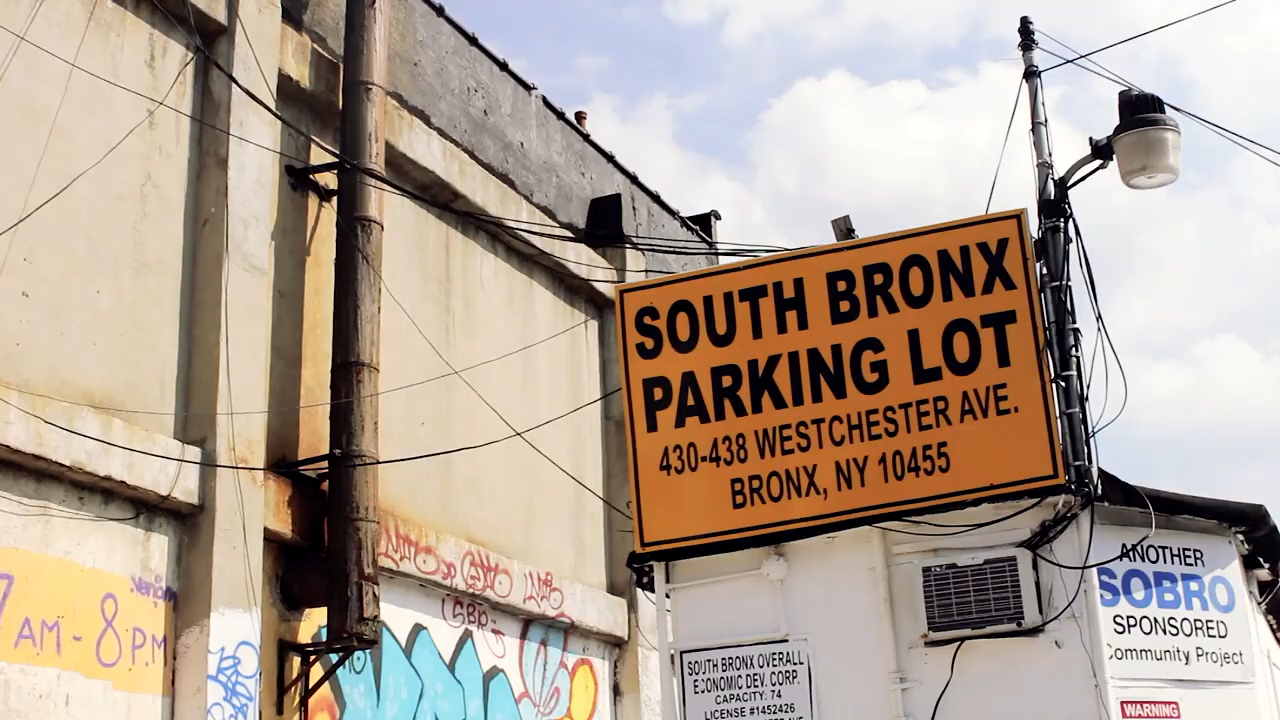 SOUTH BRONX
PARKING LOT
430-438 WESTCHESTER AVE.
BRONX, NY 10455
ANOTHER
SOBRO
SPONSORED
Community Project
WARNING
SOUTH BRONX OVERALL
ECONOMIC DEV. CORP.
CAPACITY: 74
LICENSE #1452426
7 AM - 8 P.M